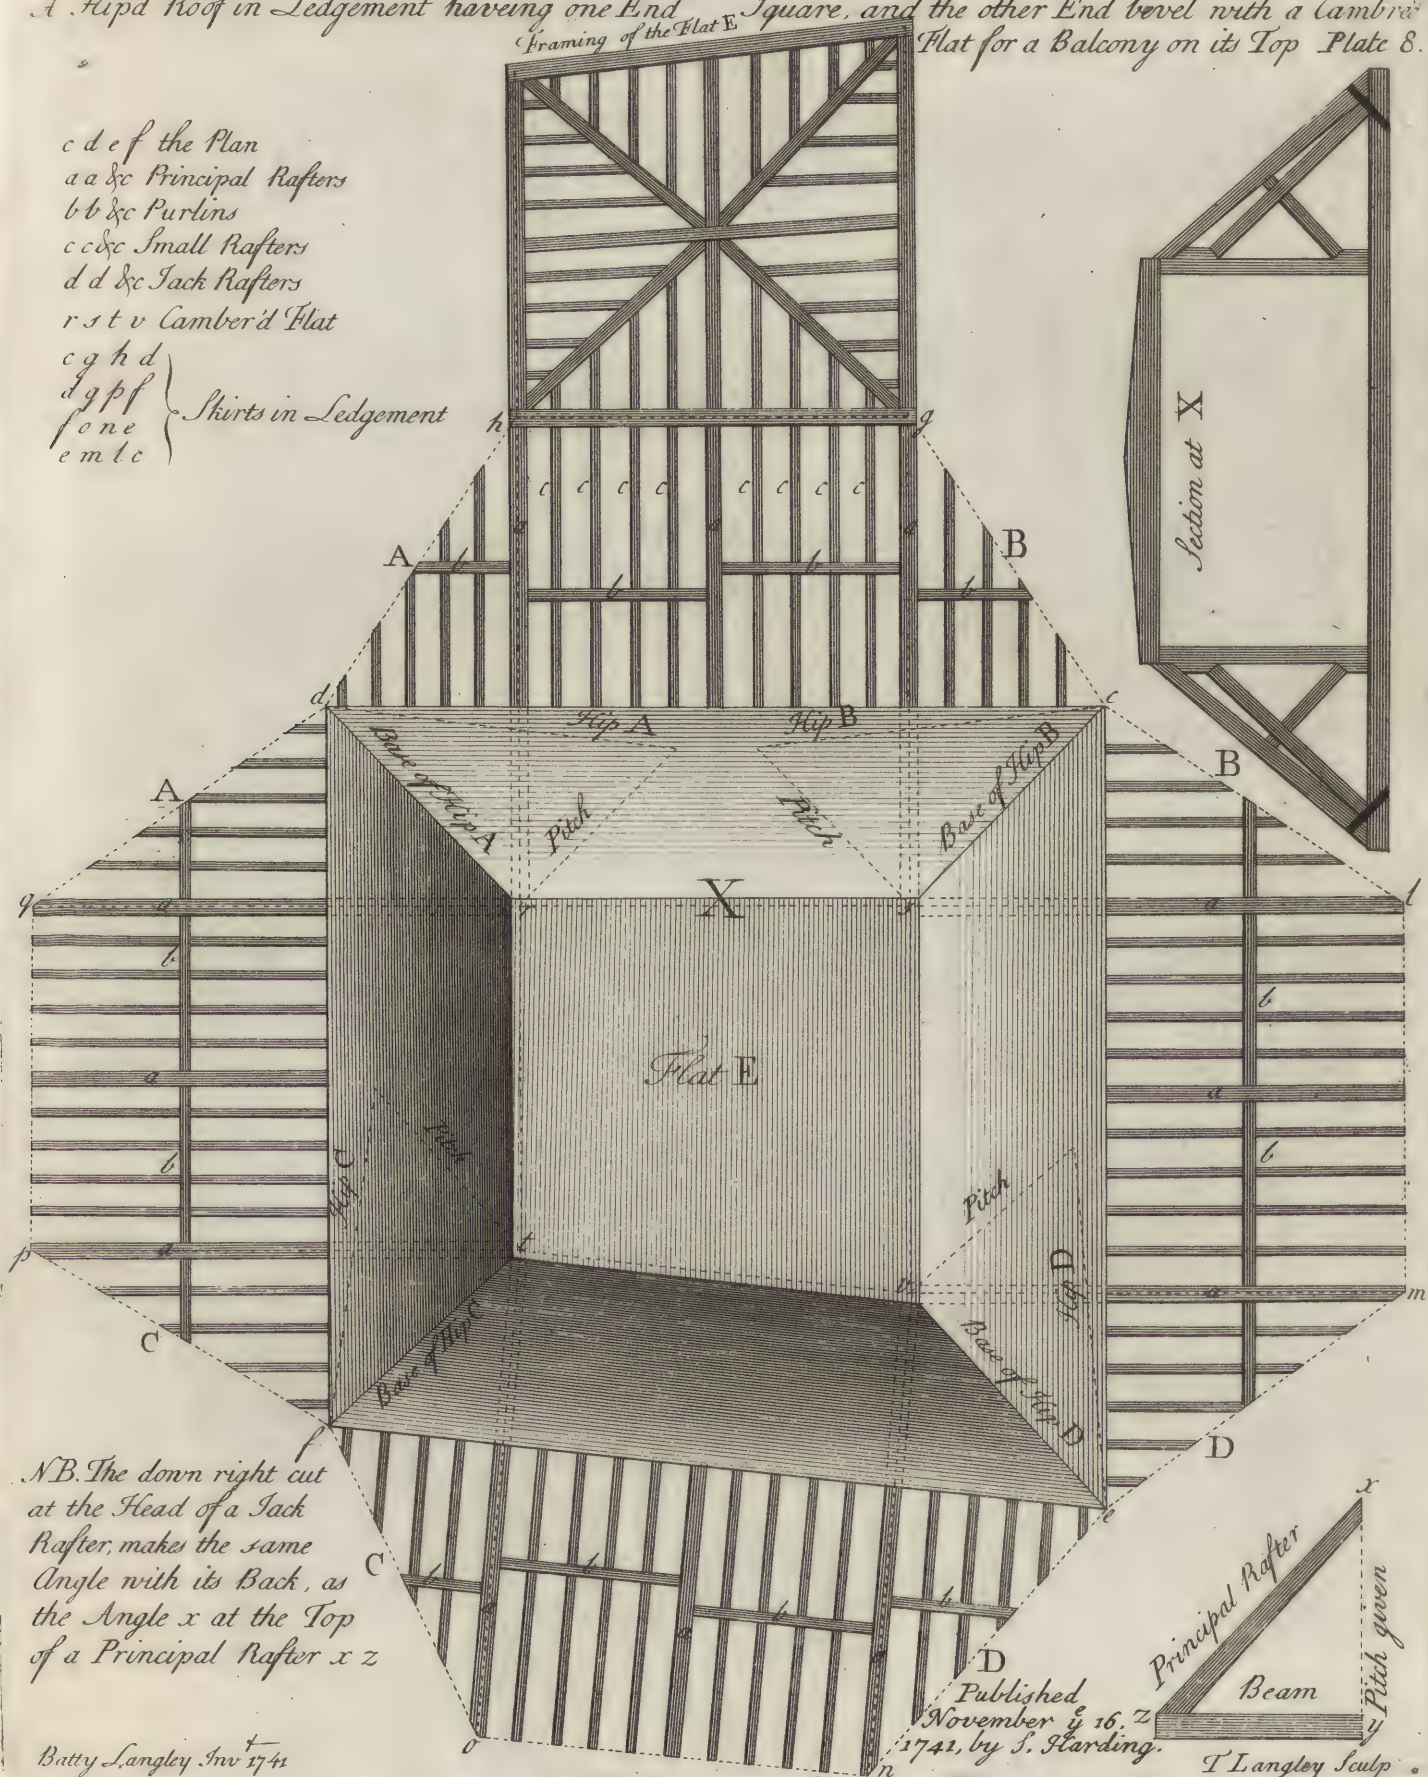 A Hip'd Roof in Ledgement haveing one End Square, and the other End bevel with a Camber'd
Flat for a Balcony on its Top Plate 8.
Framing of the Flat E
c d e f the Plan
a a &c Principal Rafters
b b &c Purlins
c c &c Small Rafters
d d &c Jack Rafters
r s t v Camber'd Flat
c g h d
d q p f
f o n e
e m l c
Skirts in Ledgement
Section at X
h g
c c c c c c c c
a a a
A B
b b b b
d c
Hip A Hip B
Base of Hip A
Base of Hip B
Pitch Pitch
A B
q a r X s a l
b b
Flat E
a a
Pitch
Hip C
b b
Pitch
Hip D
p a t v a m
C
Base of Hip C
Base of Hip D
f
D
e
NB. The down right cut
at the Head of a Jack
Rafter, makes the same
Angle with its Back, as
the Angle x at the Top
of a Principal Rafter x z
C
b b b b
a a a
D
o n
x
Principal Rafter
Pitch given
Beam
z y
Published
November ye 16.
1741, by S. Harding.
Batty Langley Invt 1741
T Langley Sculp.